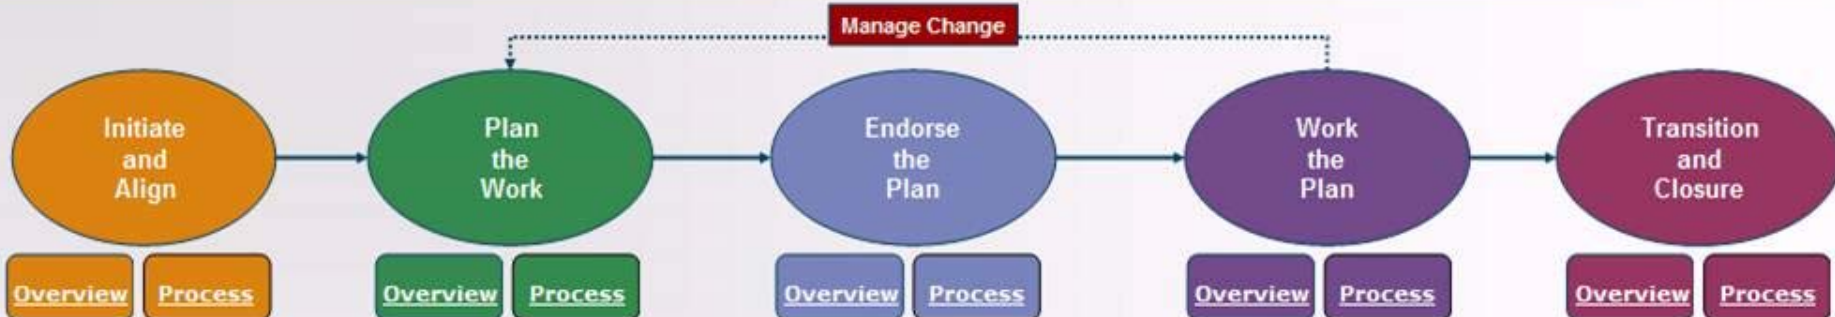 Manage Change
Initiate
and
Align
Plan
the
Work
Endorse
the
Plan
Work
the
Plan
Transition
and
Closure
Overview Process
Overview Process
Overview Process
Overview Process
Overview Process